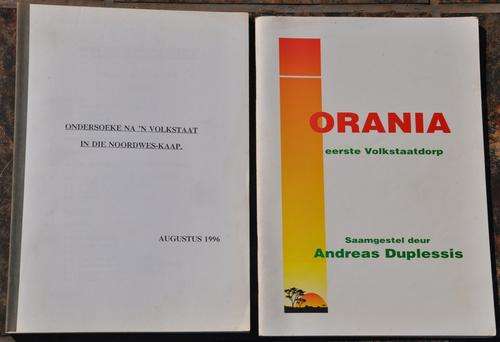 ONDERSOEKE NA 'N VOLKSTAAT
IN DIE NOORDWES-KAAP.
AUGUSTUS 1996
ORANIA
eerste Volkstaatdorp
Saamgestel deur
Andreas Duplessis